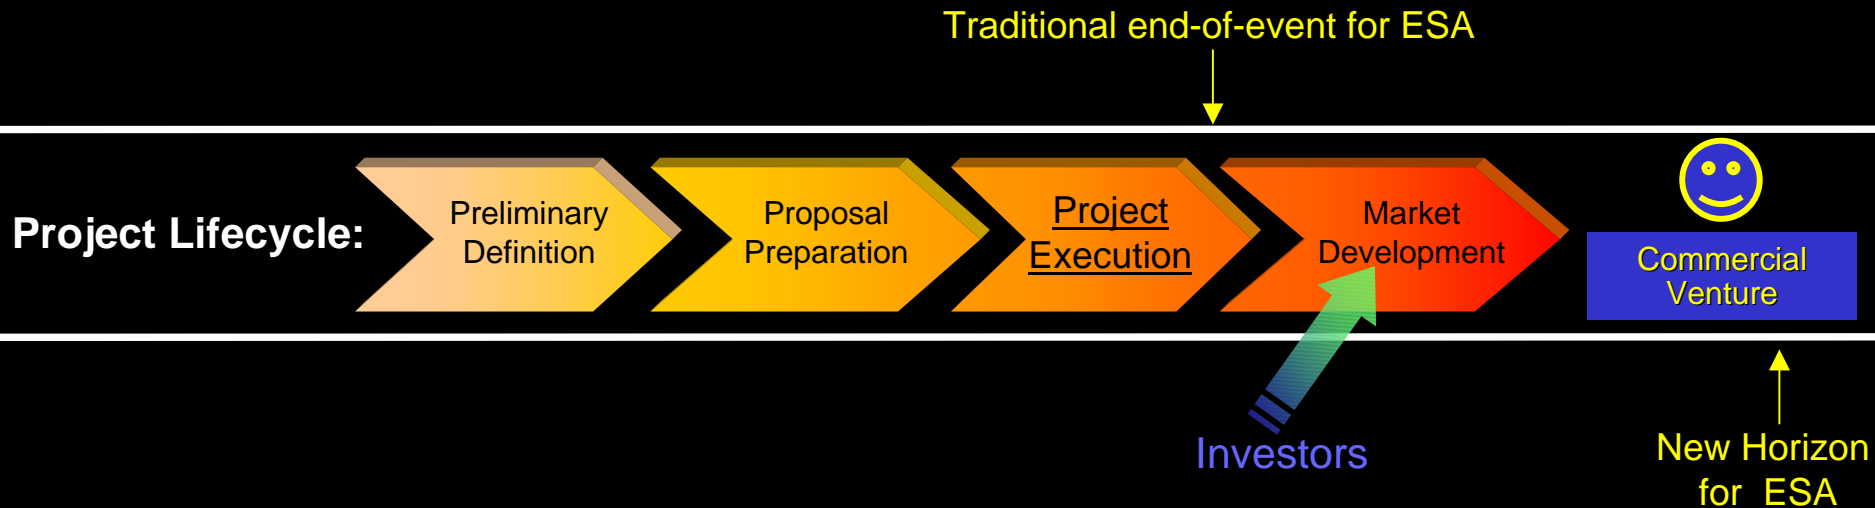 Traditional end-of-event for ESA
Project Lifecycle:
Preliminary
Definition
Proposal
Preparation
Project
Execution
Market
Development
Commercial
Venture
Investors
New Horizon
for ESA